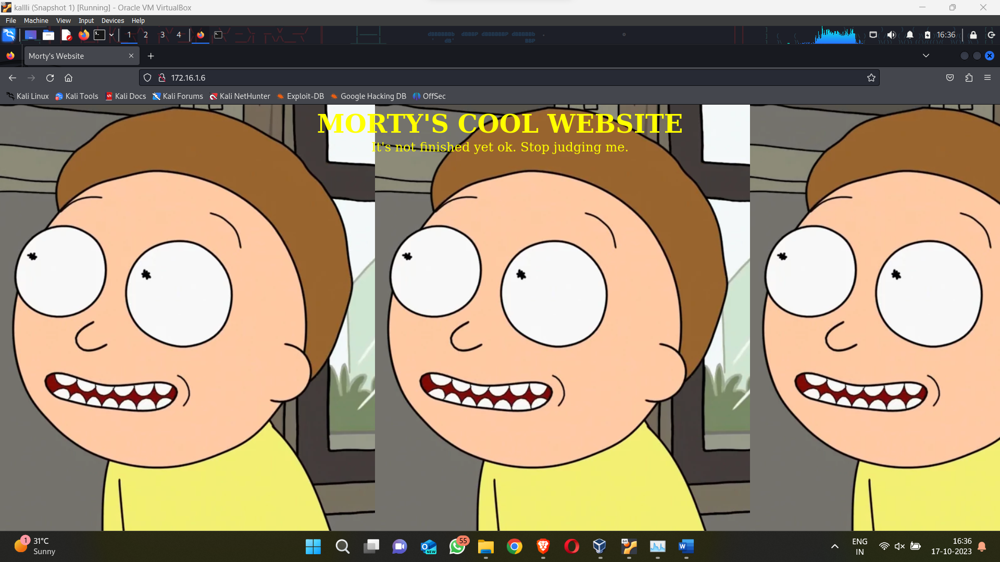 kallli (Snapshot 1) [Running] - Oracle VM VirtualBox
File Machine View Input Devices Help
1 2 3 4 16:36
Morty's Website
172.16.1.6
Kali Linux Kali Tools Kali Docs Kali Forums Kali NetHunter Exploit-DB Google Hacking DB OffSec
MORTY'S COOL WEBSITE
It's not finished yet ok. Stop judging me.
1 31°C
Sunny
NEW
55
64
W
ENG
IN
16:36
17-10-2023